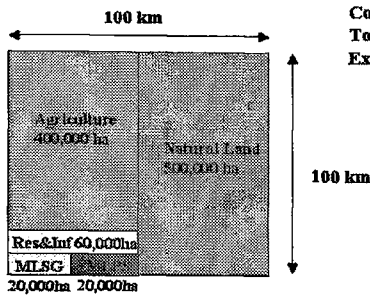 100 km
Co
To
Ex
Agriculture
400,000 ha
Natural Land
500,000 ha
100 km
Res&Inf 60,000ha
MLSG
20,000ha 20,000ha